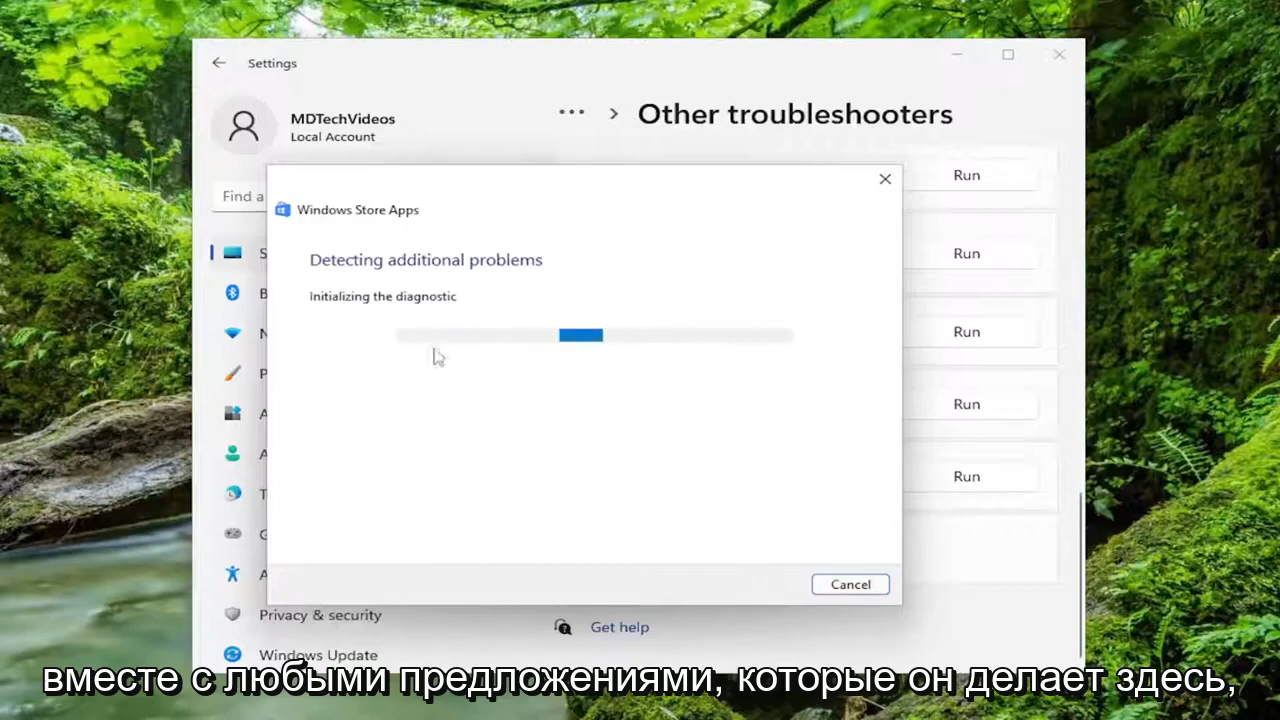 Settings
MDTechVideos
Local Account
••• > Other troubleshooters
Find a
Run
Windows Store Apps
Run
Detecting additional problems
Initializing the diagnostic
Run
Run
Run
Cancel
Privacy & security
Get help
Windows Update
вместе с любыми предложениями, которые он делает здесь,